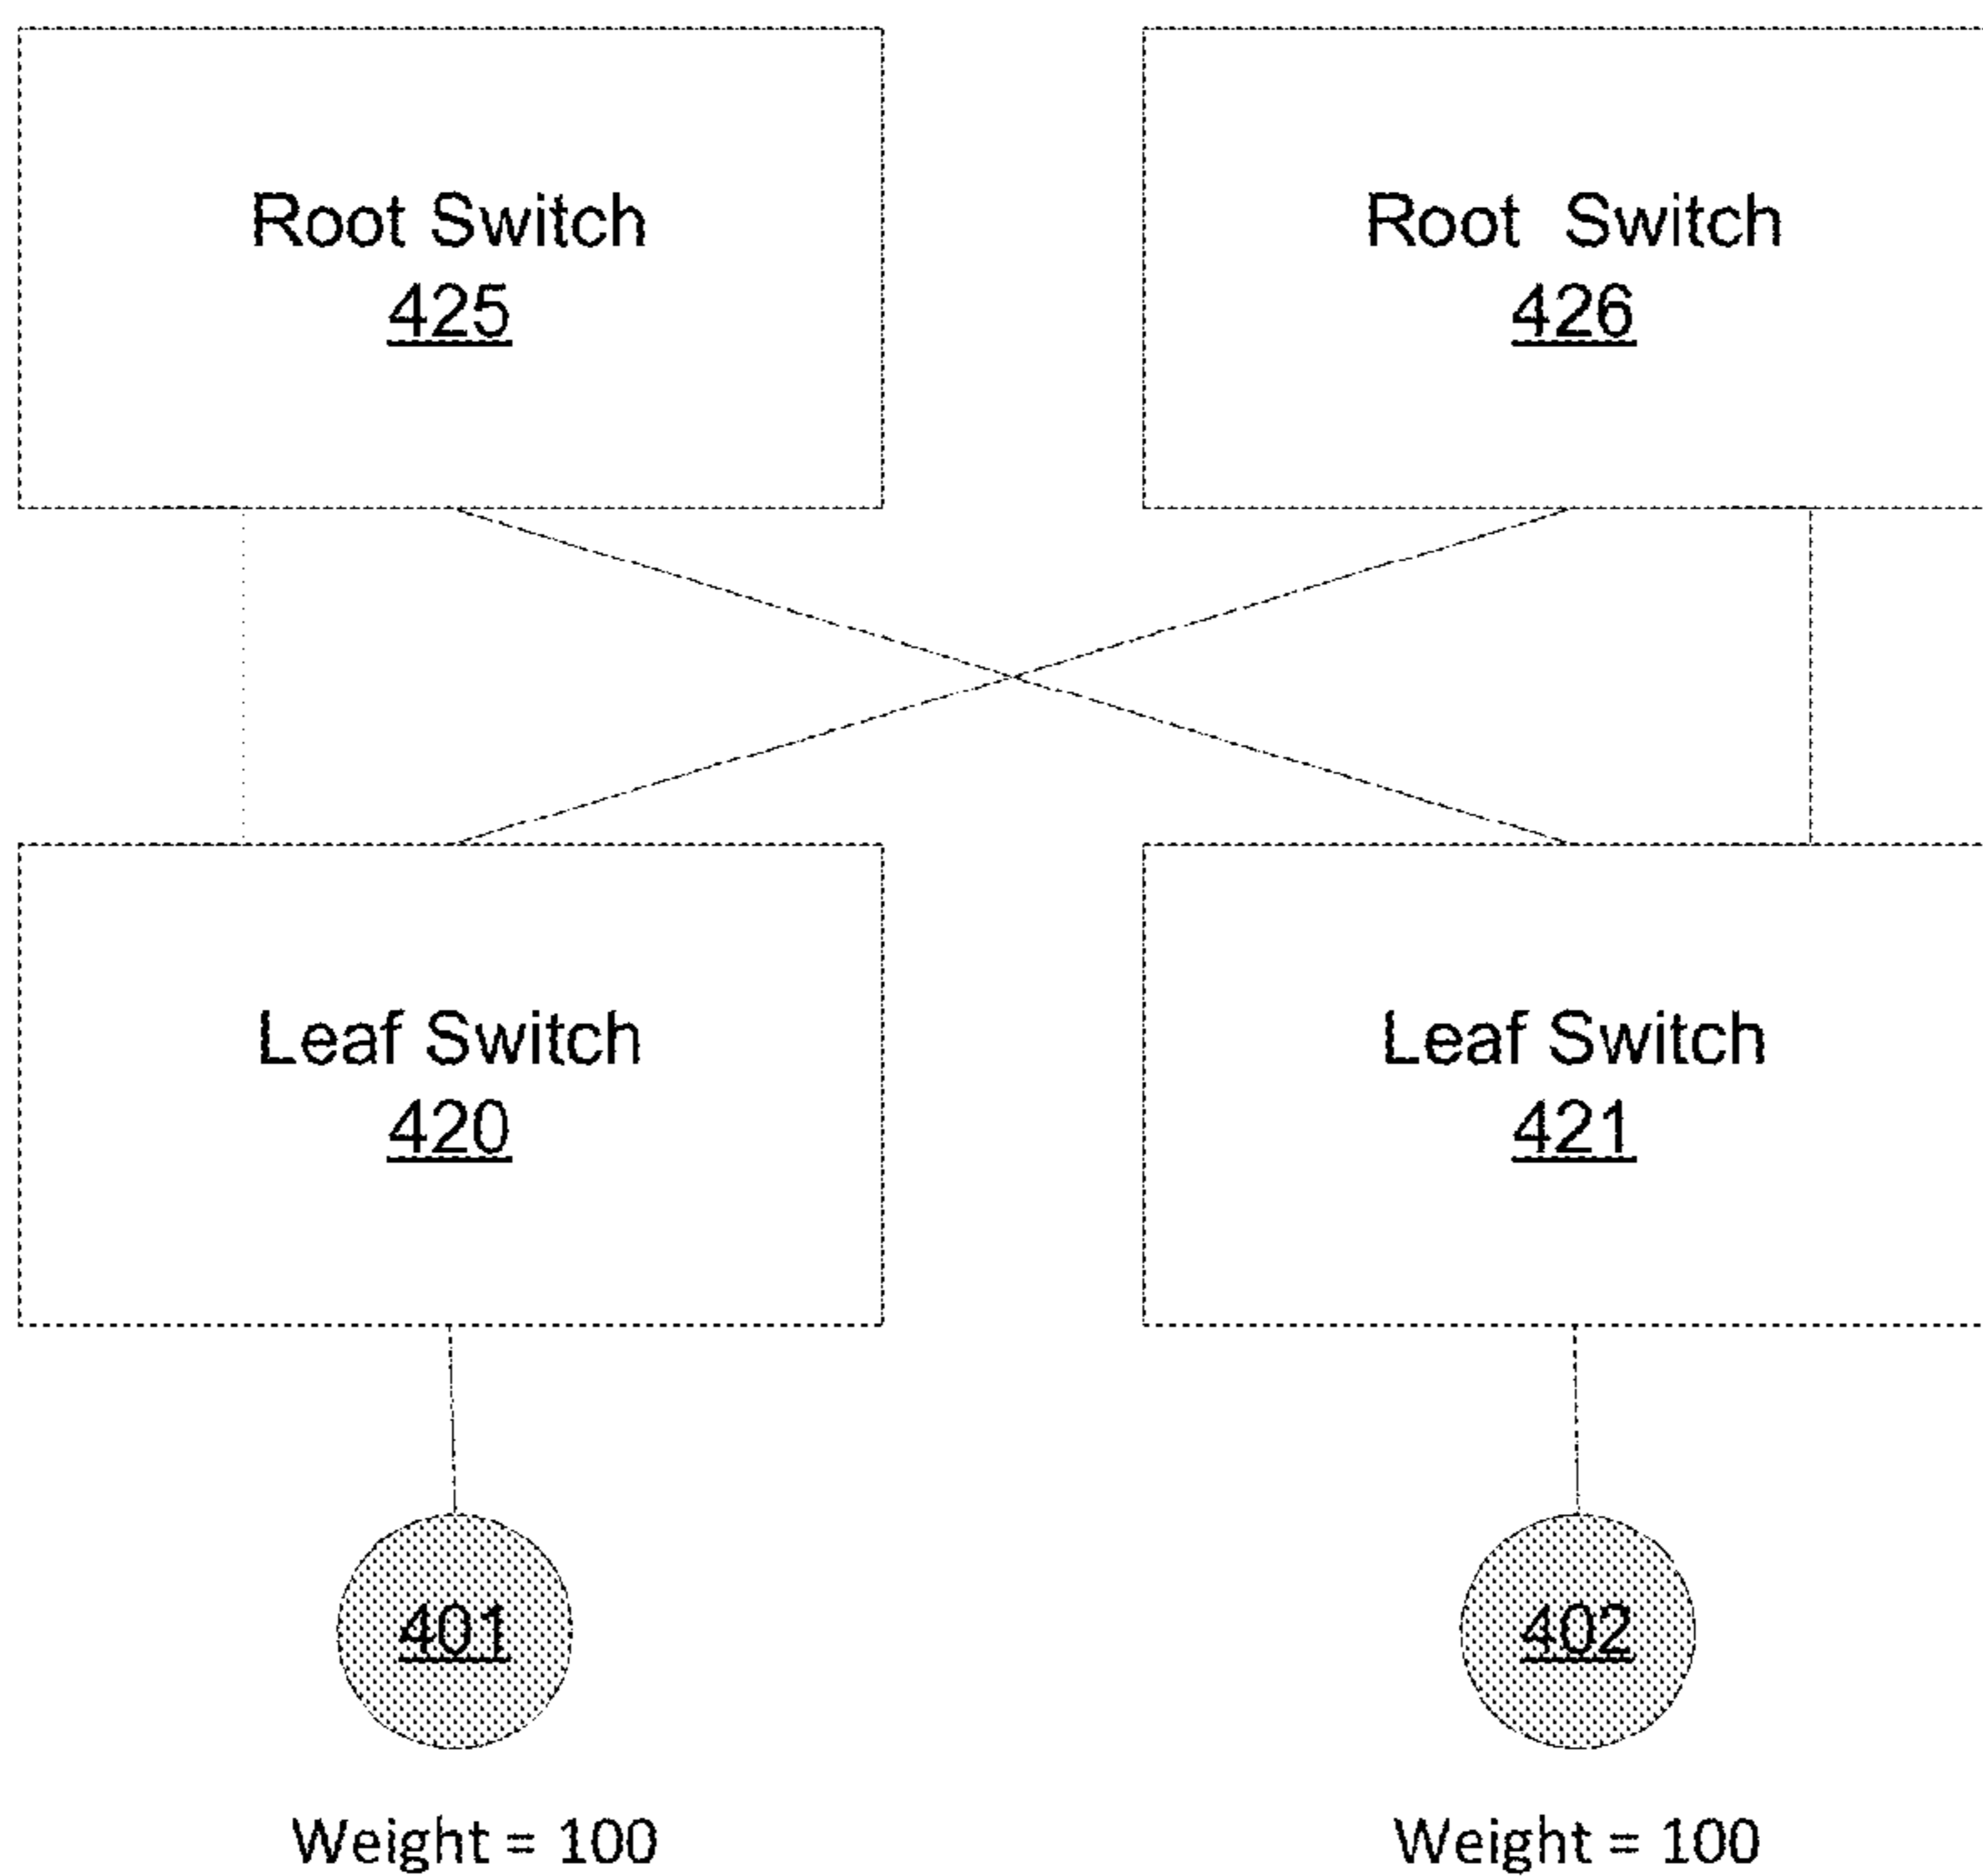 Root Switch
425
Root Switch
426
Leaf Switch
420
Leaf Switch
421
401
402
Weight = 100
Weight = 100